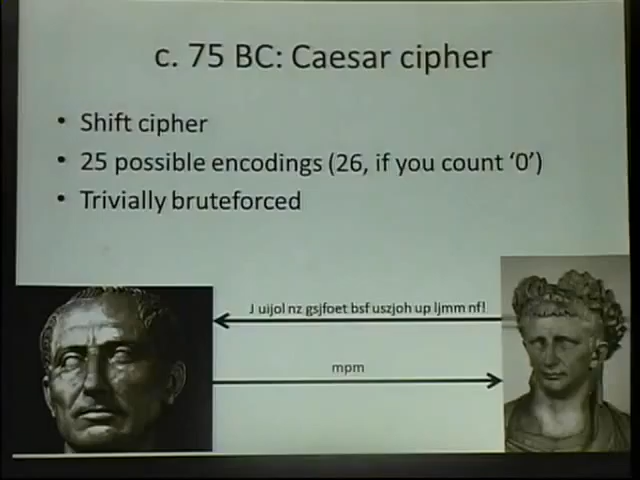 c. 75 BC: Caesar cipher
• Shift cipher
• 25 possible encodings (26, if you count ‘0’)
• Trivially bruteforced
J uijol nz gsjfoet bsf uszjoh up ljmm nf!
mpm